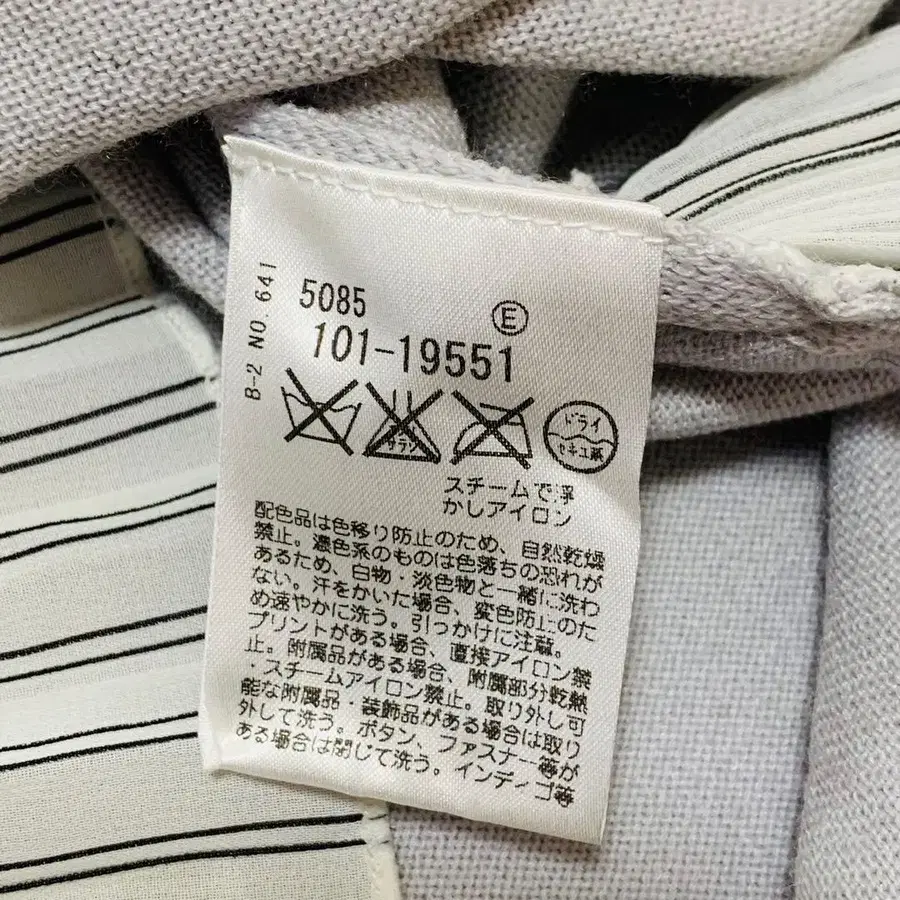 B-2 NO. 641
5085
E
101-19551
サラシ
ドライ
セキユ系
スチームで浮
かしアイロン
配色品は色移り防止のため、自然乾燥
禁止。濃色系のものは色落ちの恐れが
あるため、白物・淡色物と一緒に洗わ
ない。汗をかいた場合、変色防止のた
め速やかに洗う。引っかけに注意。
プリントがある場合、直接アイロン禁
止。附属品がある場合、附属部分乾熱
・スチームアイロン禁止。取り外し可
能な附属品・装飾品がある場合は取り
外して洗う。ボタン、ファスナー等が
ある場合は閉じて洗う。インディゴ等